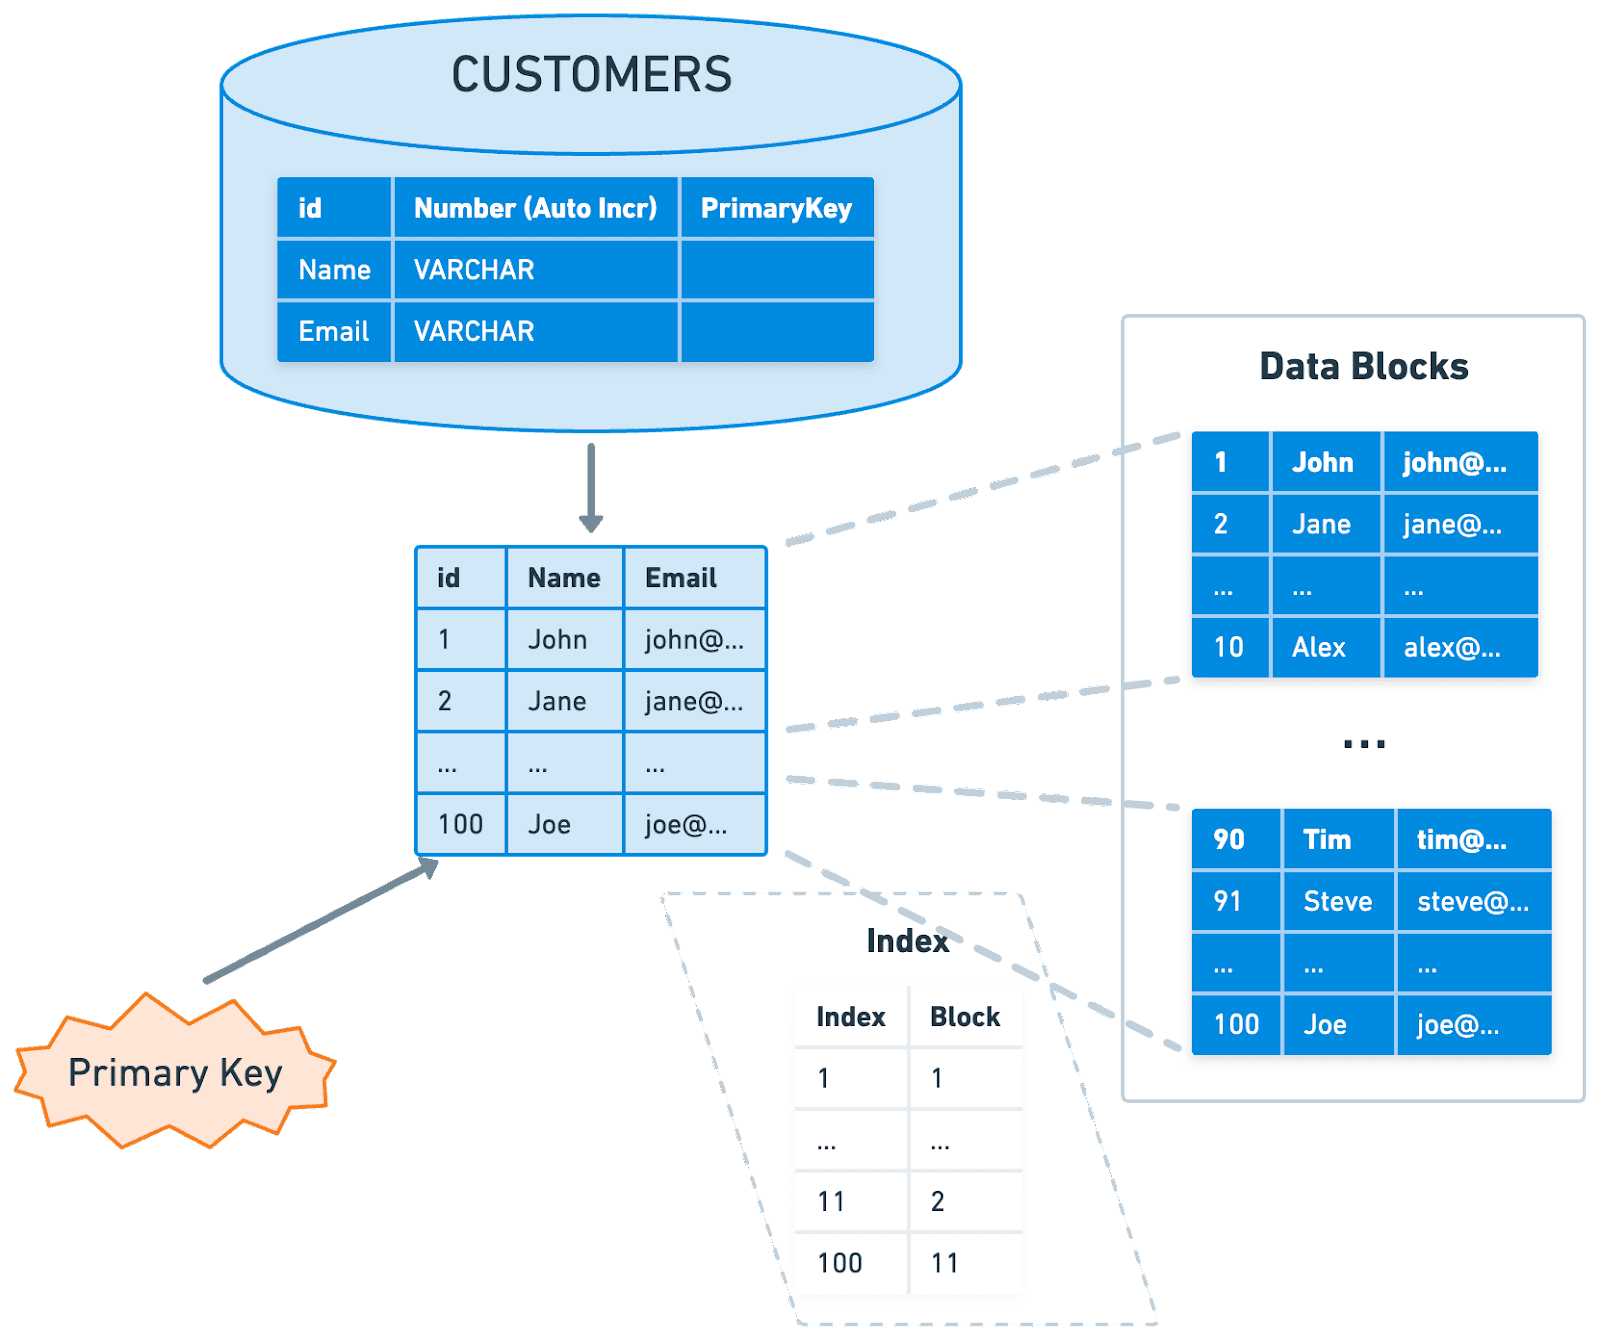 CUSTOMERS
id Number (Auto Incr) PrimaryKey
Name VARCHAR
Email VARCHAR
id Name Email
1 John john@...
2 Jane jane@...
... ... ...
100 Joe joe@...
Primary Key
Data Blocks
1 John john@...
2 Jane jane@...
... ... ...
10 Alex alex@...
...
90 Tim tim@...
91 Steve steve@...
... ... ...
100 Joe joe@...
Index
Index Block
1 1
... ...
11 2
100 11